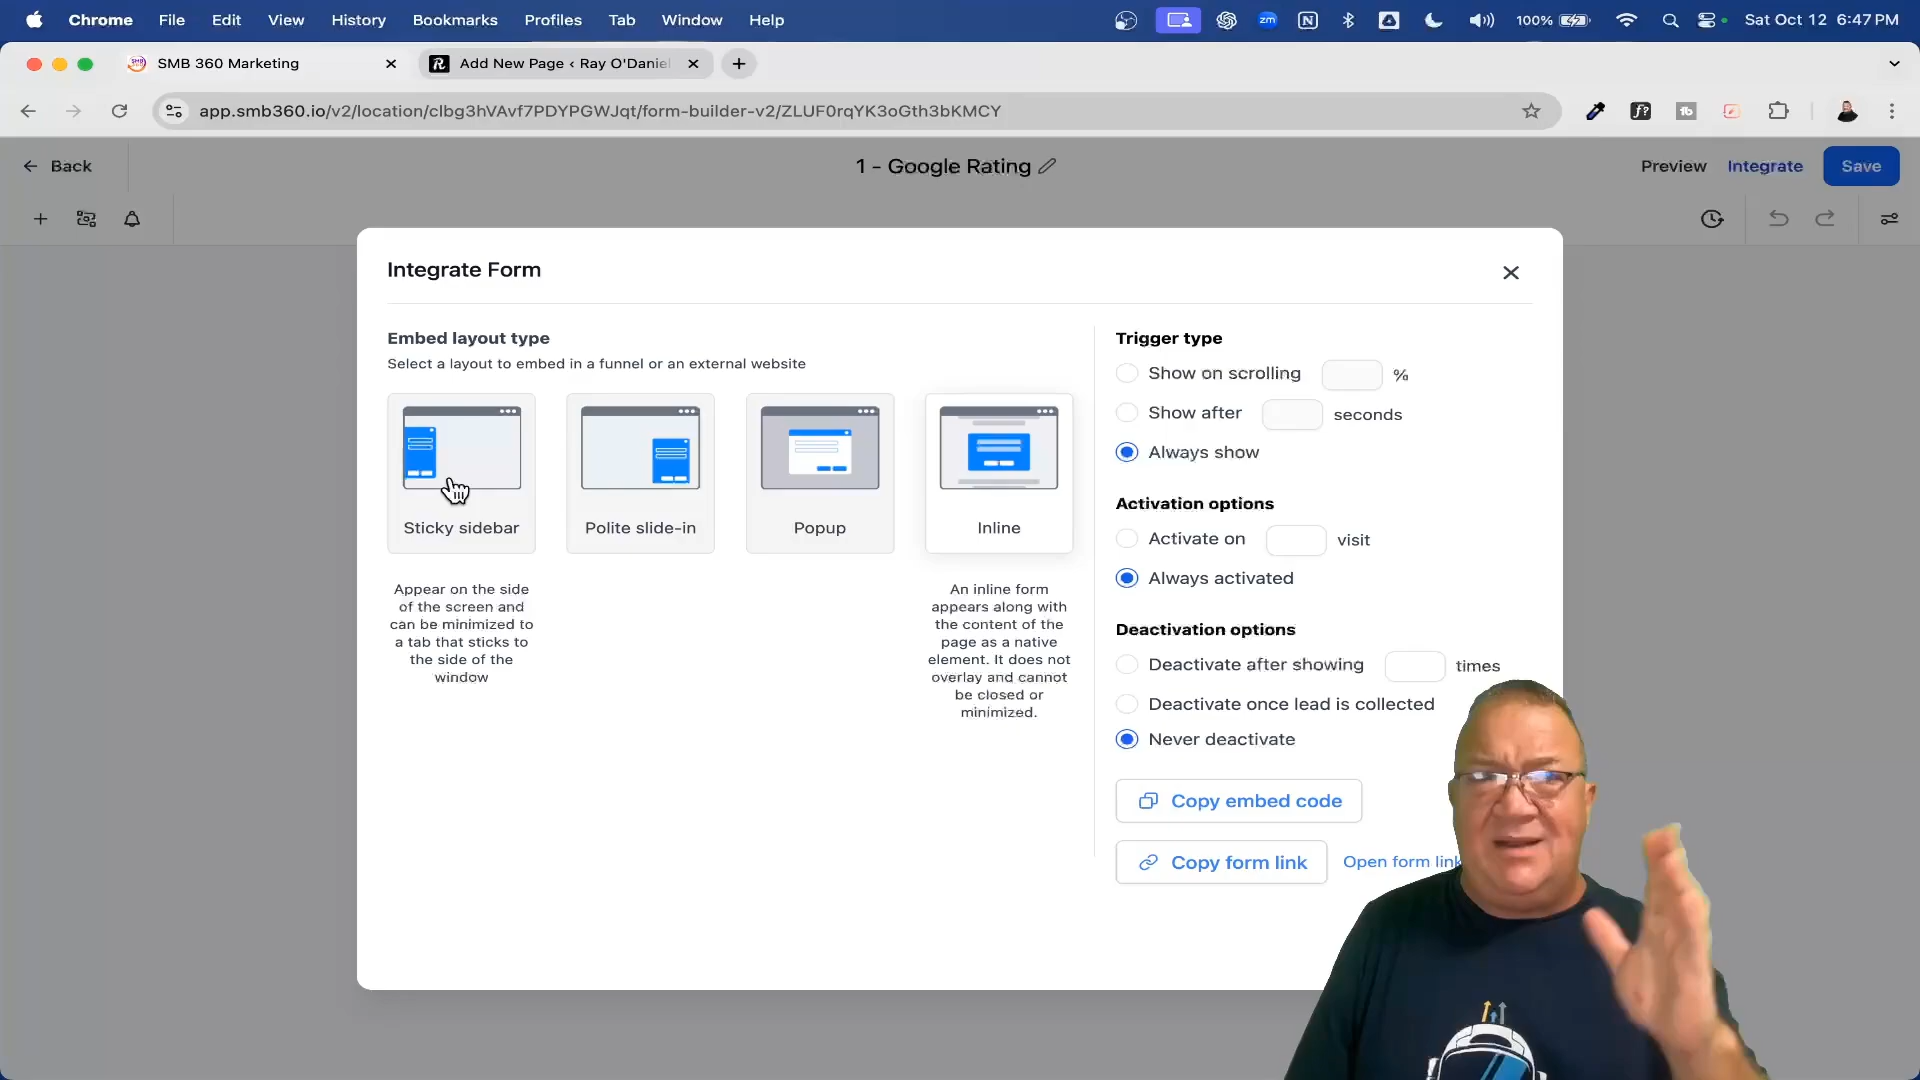 Chrome File Edit View History Bookmarks Profiles Tab Window Help zm 100% Sat Oct 12 6:47 PM
SMB 360 Marketing
Add New Page ‹ Ray O'Daniel
app.smb360.io/v2/location/clbg3hVAvf7PDYPGWJqt/form-builder-v2/ZLUF0rqYK3oGth3bKMCY
f?
tb
Back
1 - Google Rating
Preview Integrate Save
Integrate Form
Embed layout type
Select a layout to embed in a funnel or an external website
Sticky sidebar
Polite slide-in
Popup
Inline
Appear on the side
of the screen and
can be minimized to
a tab that sticks to
the side of the
window
An inline form
appears along with
the content of the
page as a native
element. It does not
overlay and cannot
be closed or
minimized.
Trigger type
Show on scrolling %
Show after seconds
Always show
Activation options
Activate on visit
Always activated
Deactivation options
Deactivate after showing times
Deactivate once lead is collected
Never deactivate
Copy embed code
Copy form link Open form link